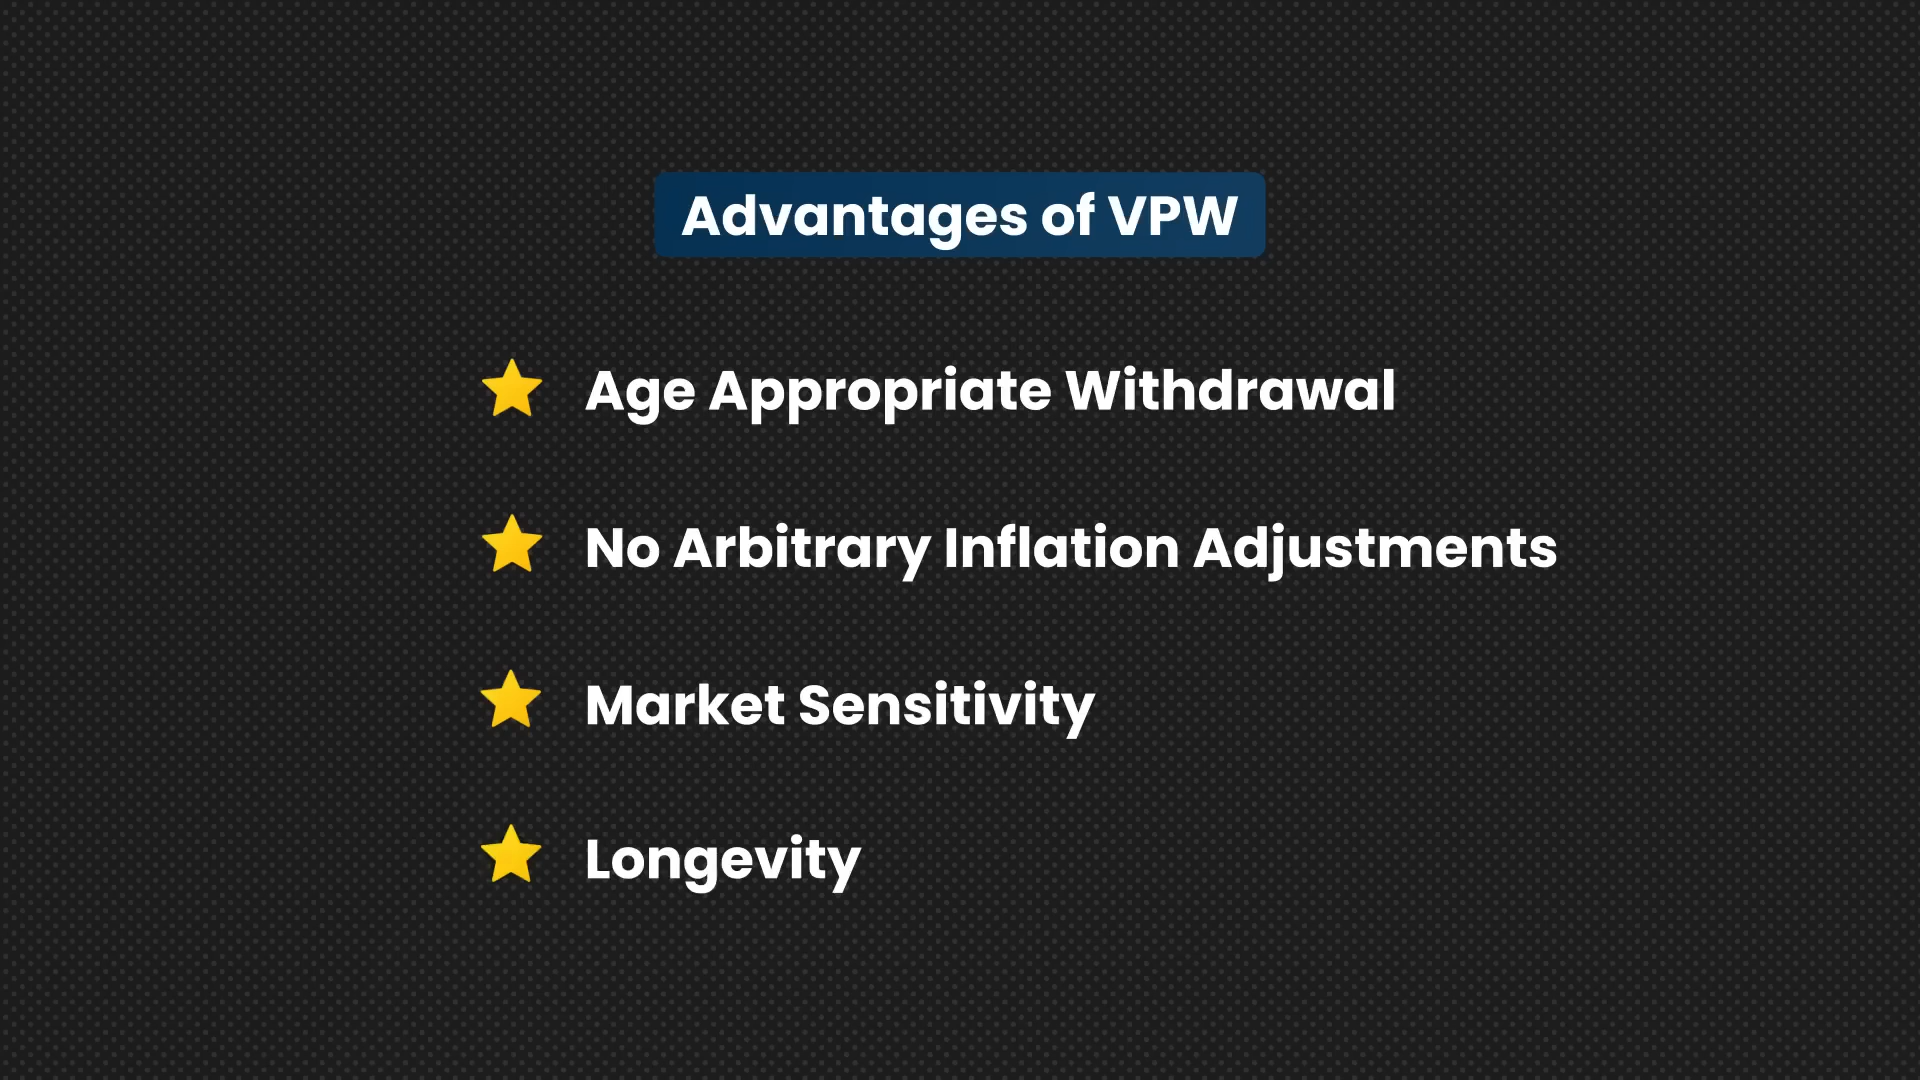 Advantages of VPW
Age Appropriate Withdrawal
No Arbitrary Inflation Adjustments
Market Sensitivity
Longevity